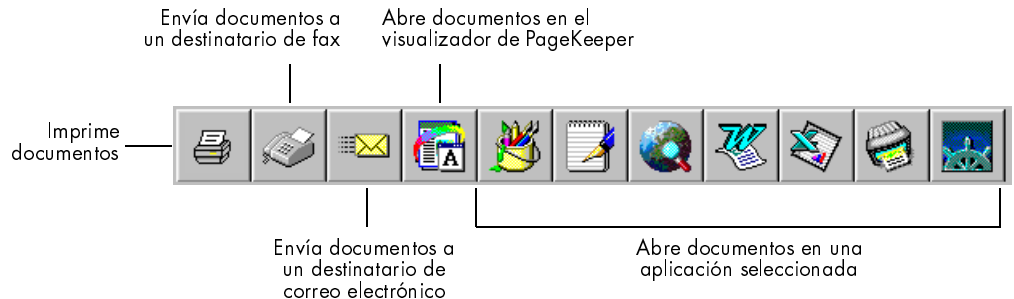 Envía documentos a
un destinatario de fax
Abre documentos en el
visualizador de PageKeeper
Imprime
documentos
A
W
Envía documentos a
un destinatario de
correo electrónico
Abre documentos en una
aplicación seleccionada